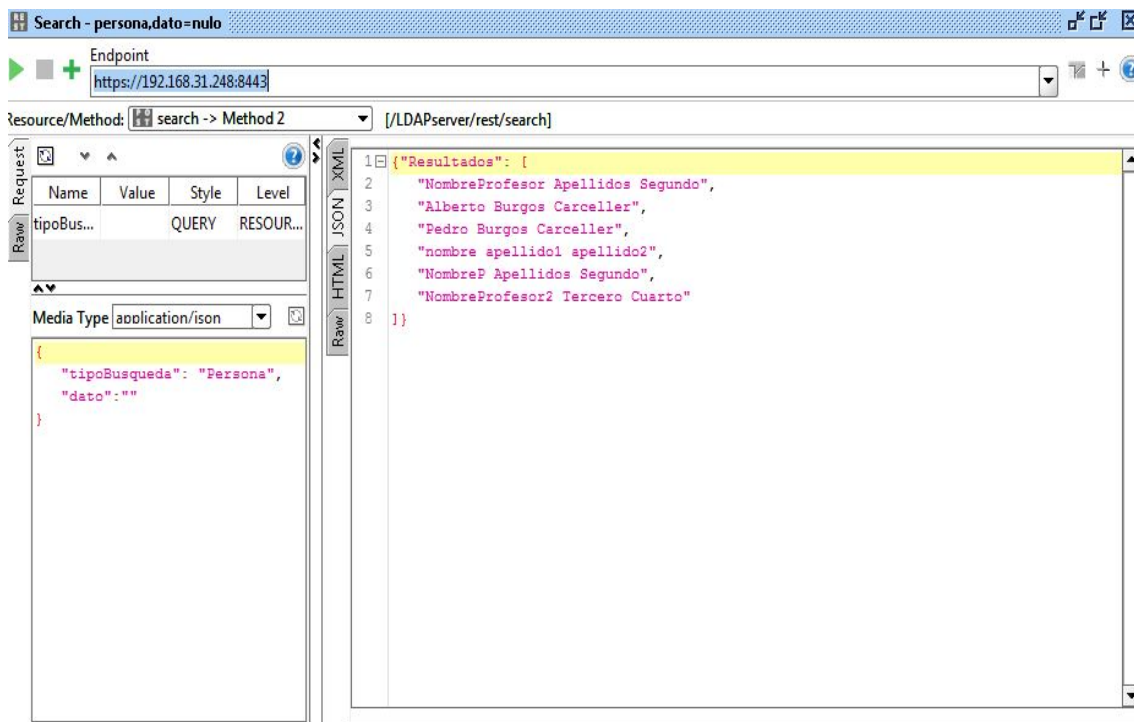 Search - persona,dato=nulo
Endpoint
https://192.168.31.248:8443
Resource/Method: search -> Method 2 [/LDAPserver/rest/search]
Request
Raw
Name Value Style Level
tipoBus... QUERY RESOUR...
Media Type application/json
{
"tipoBusqueda": "Persona",
"dato":""
}
XML
JSON
HTML
Raw
1 {"Resultados": [
2 "NombreProfesor Apellidos Segundo",
3 "Alberto Burgos Carceller",
4 "Pedro Burgos Carceller",
5 "nombre apellido1 apellido2",
6 "NombreP Apellidos Segundo",
7 "NombreProfesor2 Tercero Cuarto"
8 ]}